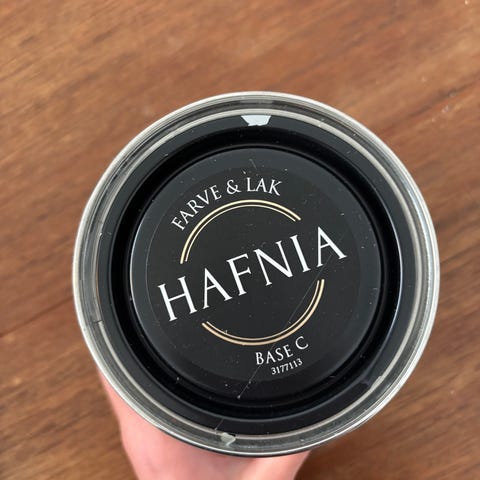 FARVE & LAK
HAFNIA
BASE C
3177113